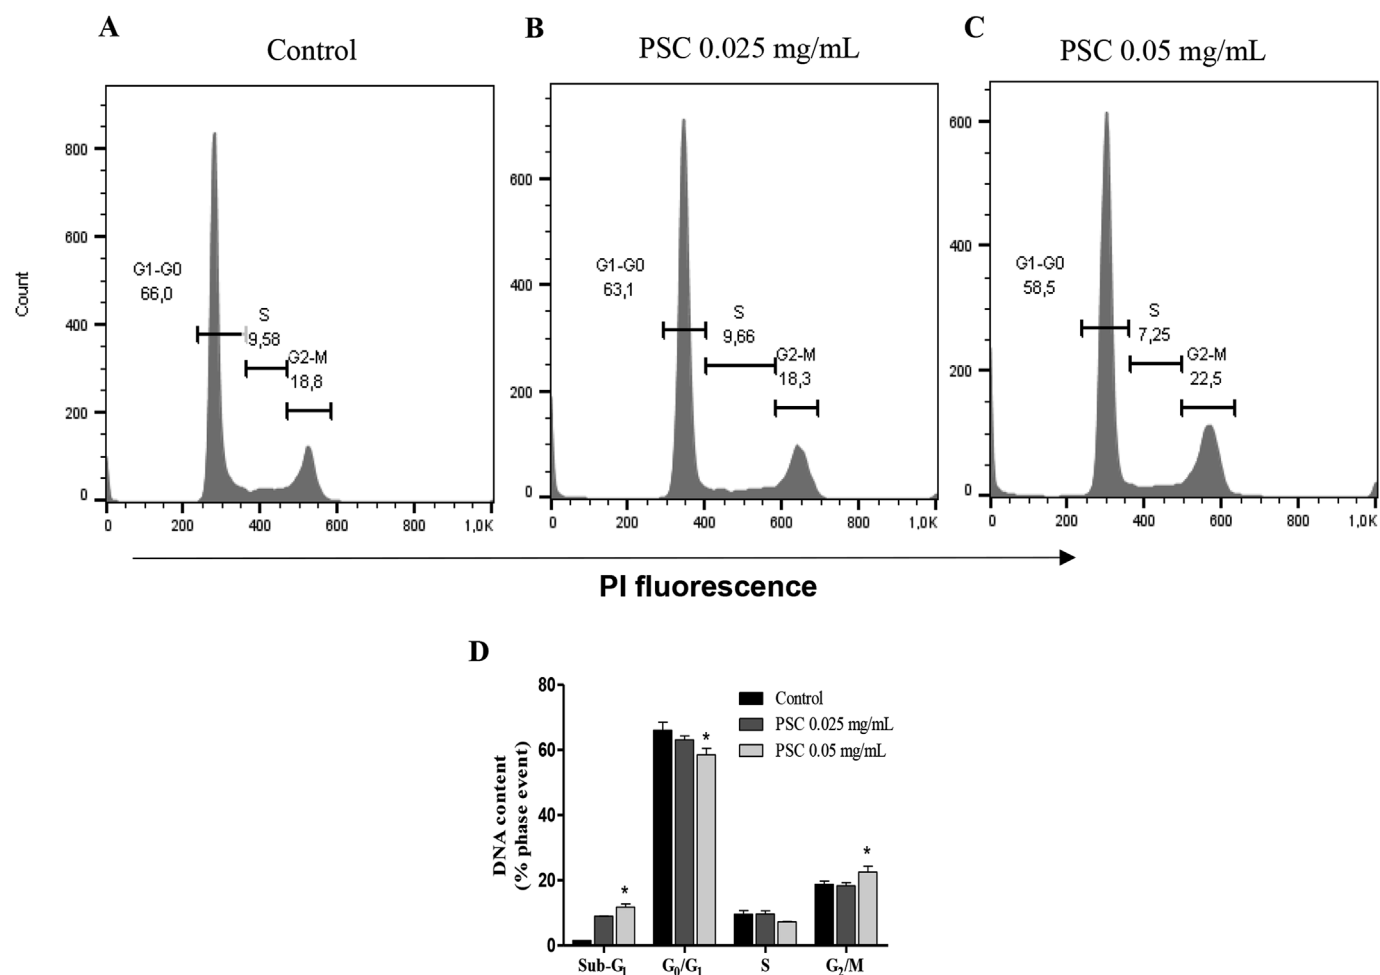 A
Control
Count
800
600
400
200
0
G1-G0
66,0
S
9,58
G2-M
18,8
0 200 400 600 800 1,0K
B
PSC 0.025 mg/mL
600
400
200
0
G1-G0
63,1
S
9,66
G2-M
18,3
0 200 400 600 800 1,0K
C
PSC 0.05 mg/mL
600
400
200
0
G1-G0
58,5
S
7,25
G2-M
22,5
0 200 400 600 800 1,0K
PI fluorescence
D
DNA content
(% phase event)
80
60
40
20
0
Control
PSC 0.025 mg/mL
PSC 0.05 mg/mL
*
*
*
Sub-G₁ G₀/G₁ S G₂/M